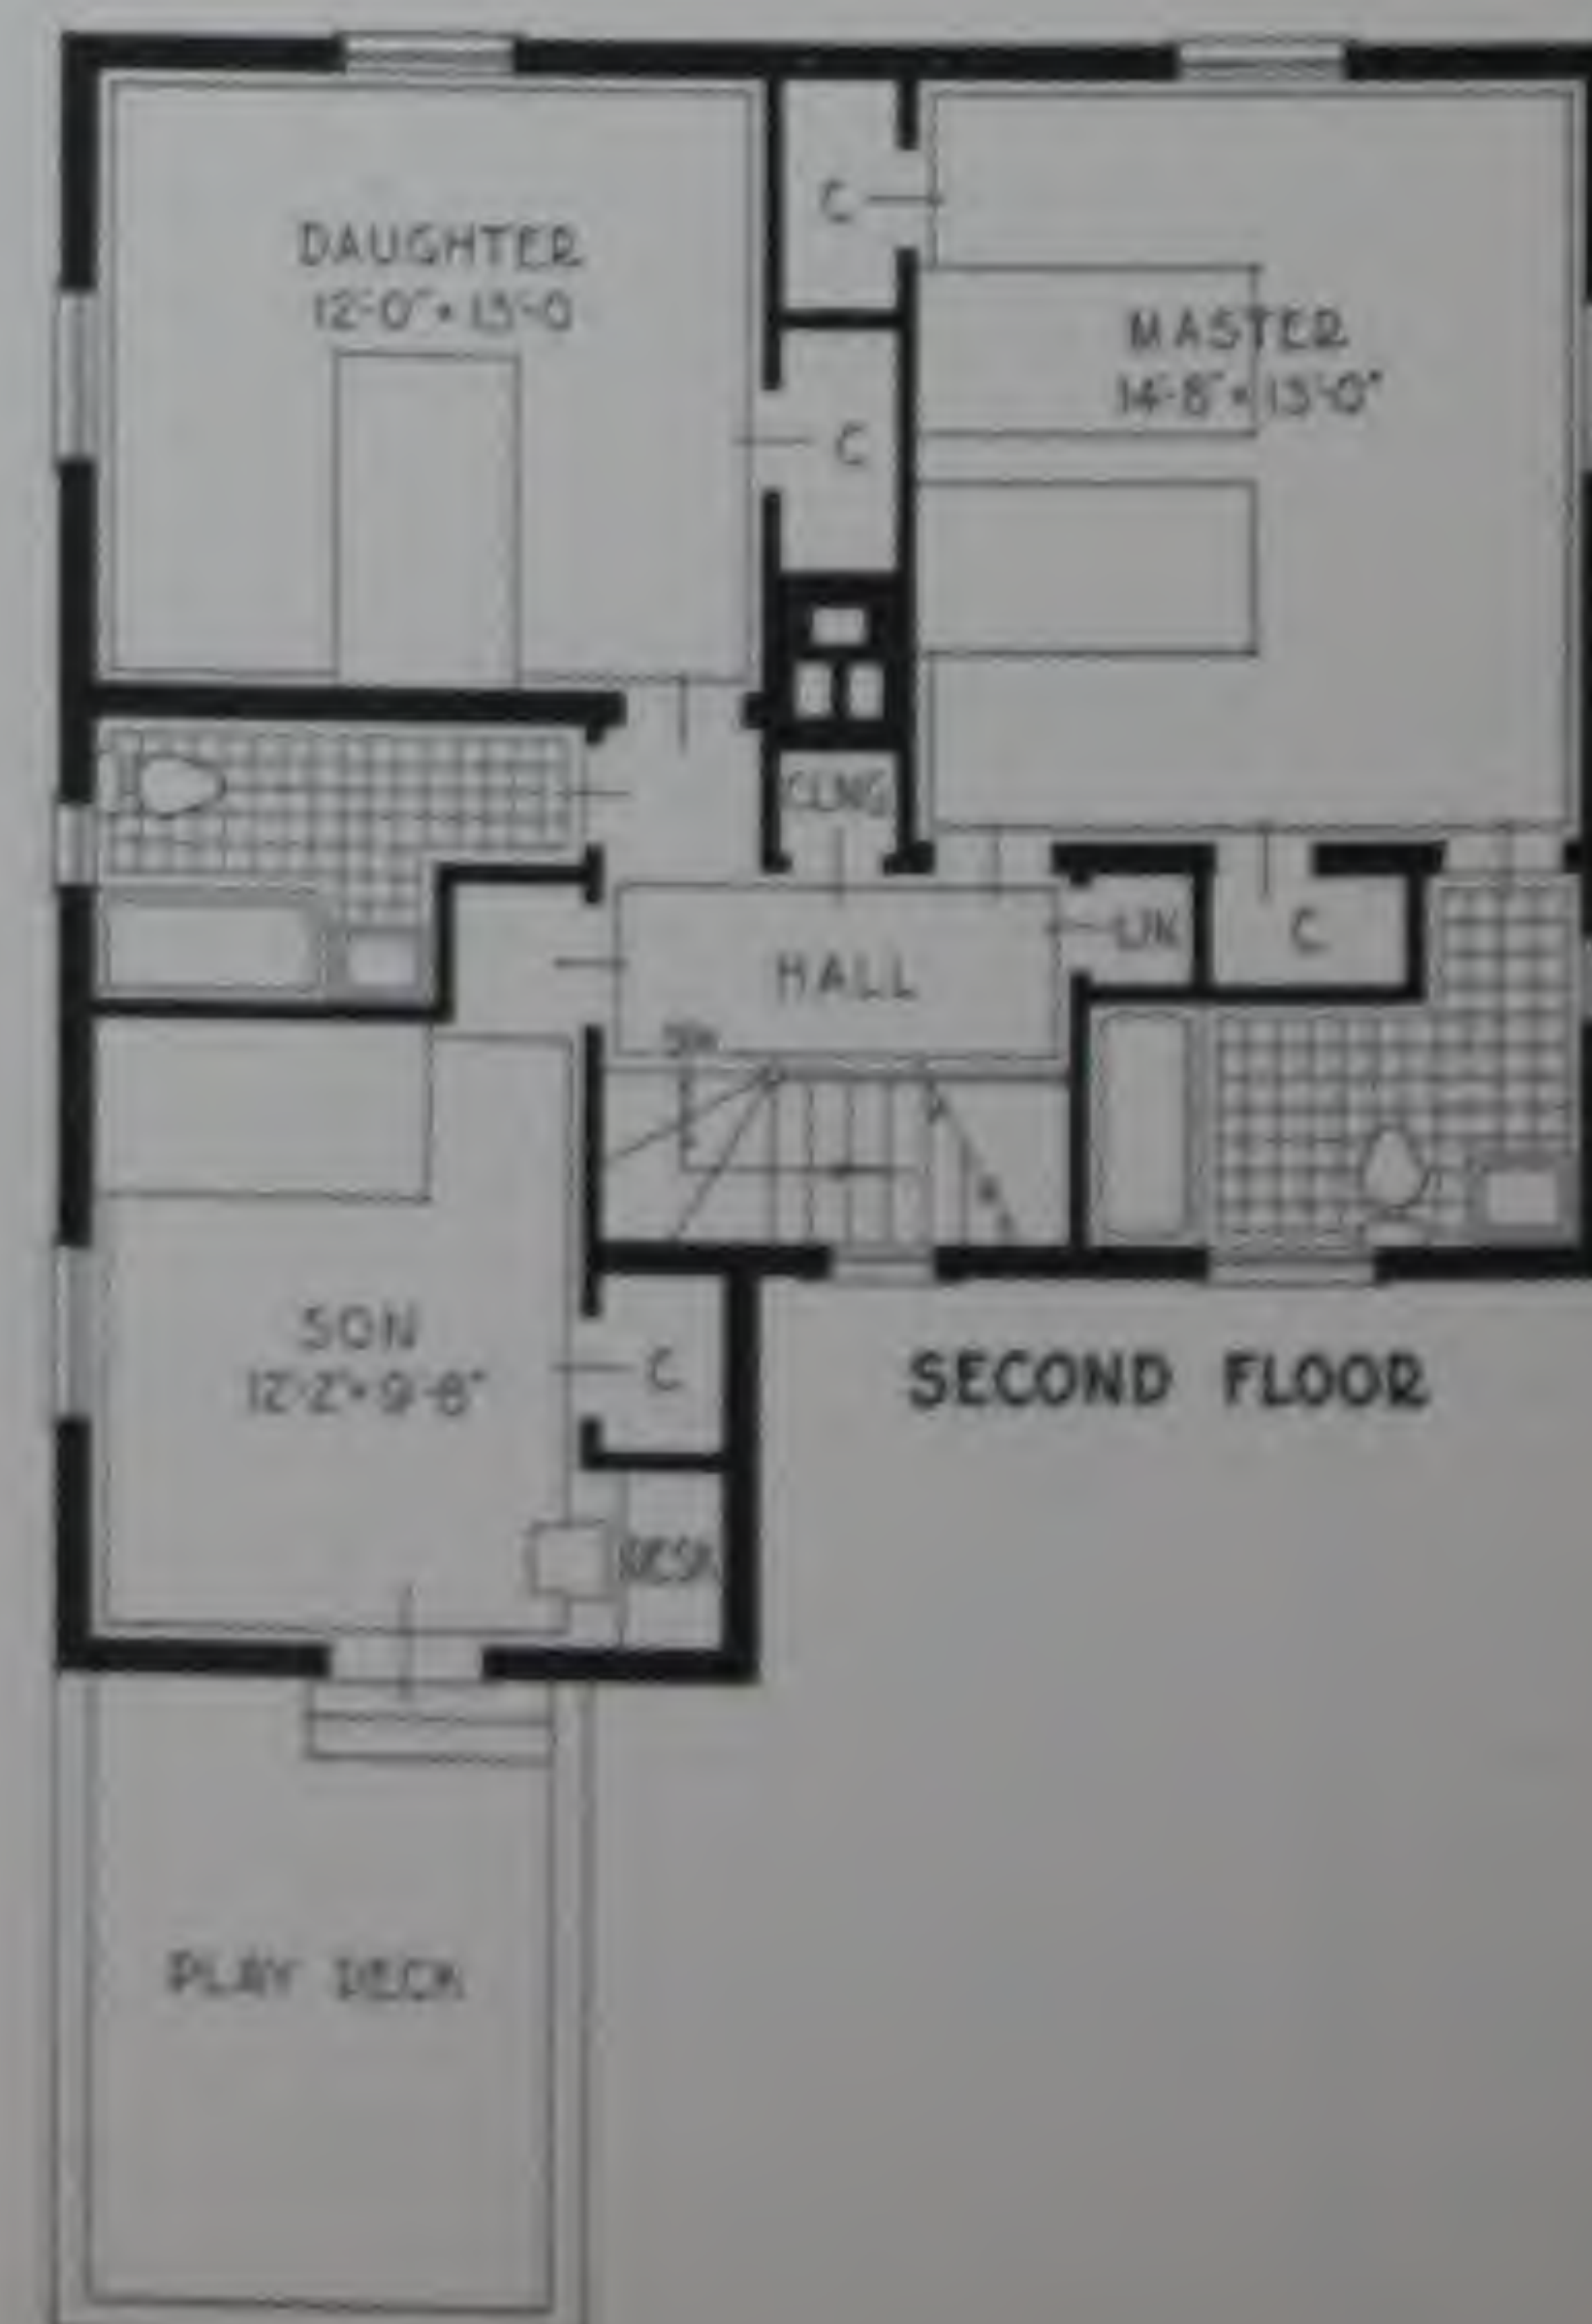 DAUGHTER
12'-0" × 13'-0
C
MASTER
14'-8" × 13'-0"
C
CLNG
HALL
LIN
C
DN
SON
12'-2" × 9'-8"
C
DESK
SECOND FLOOR
PLAY DECK